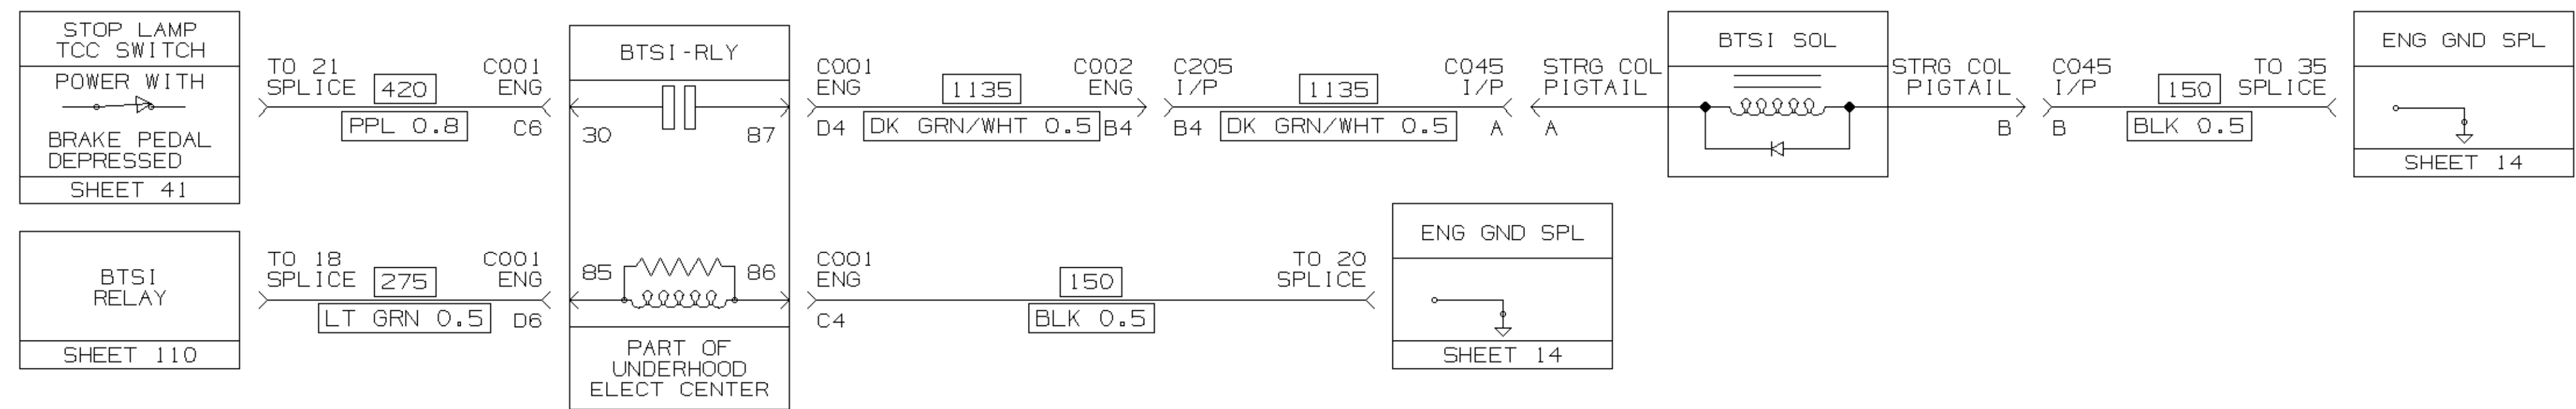 STOP LAMP
TCC SWITCH
POWER WITH
BRAKE PEDAL
DEPRESSED
SHEET 41
TO 21
SPLICE
420
PPL 0.8
C001
ENG
C6
BTSI-RLY
30
87
C001
ENG
D4
1135
DK GRN/WHT 0.5
C002
ENG
B4
C205
I/P
B4
1135
DK GRN/WHT 0.5
C045
I/P
A
STRG COL
PIGTAIL
A
BTSI SOL
STRG COL
PIGTAIL
B
C045
I/P
B
150
BLK 0.5
TO 35
SPLICE
ENG GND SPL
SHEET 14
BTSI
RELAY
SHEET 110
TO 18
SPLICE
275
LT GRN 0.5
C001
ENG
D6
85
86
PART OF
UNDERHOOD
ELECT CENTER
C001
ENG
C4
150
BLK 0.5
TO 20
SPLICE
ENG GND SPL
SHEET 14